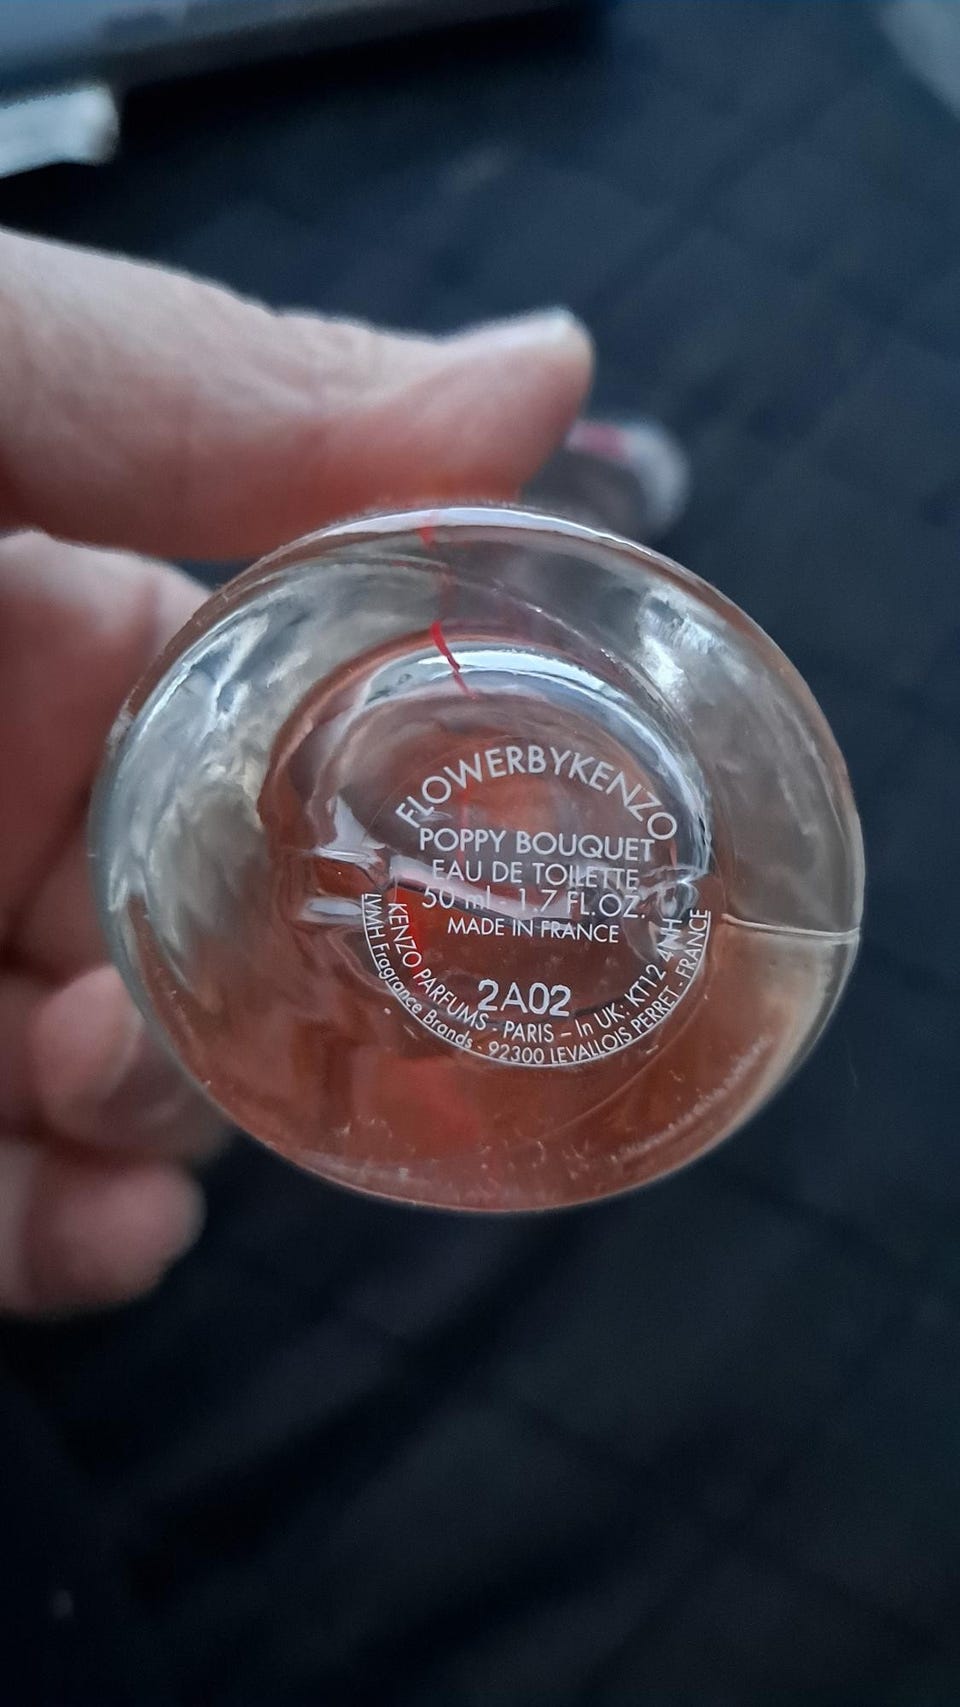 FLOWERBYKENZO
POPPY BOUQUET
EAU DE TOILETTE
50 ml - 1.7 FL.OZ.
MADE IN FRANCE
2A02
KENZO PARFUMS - PARIS – In UK: KT12 4NH
LVMH Fragrance Brands - 92300 LEVALLOIS PERRET - FRANCE